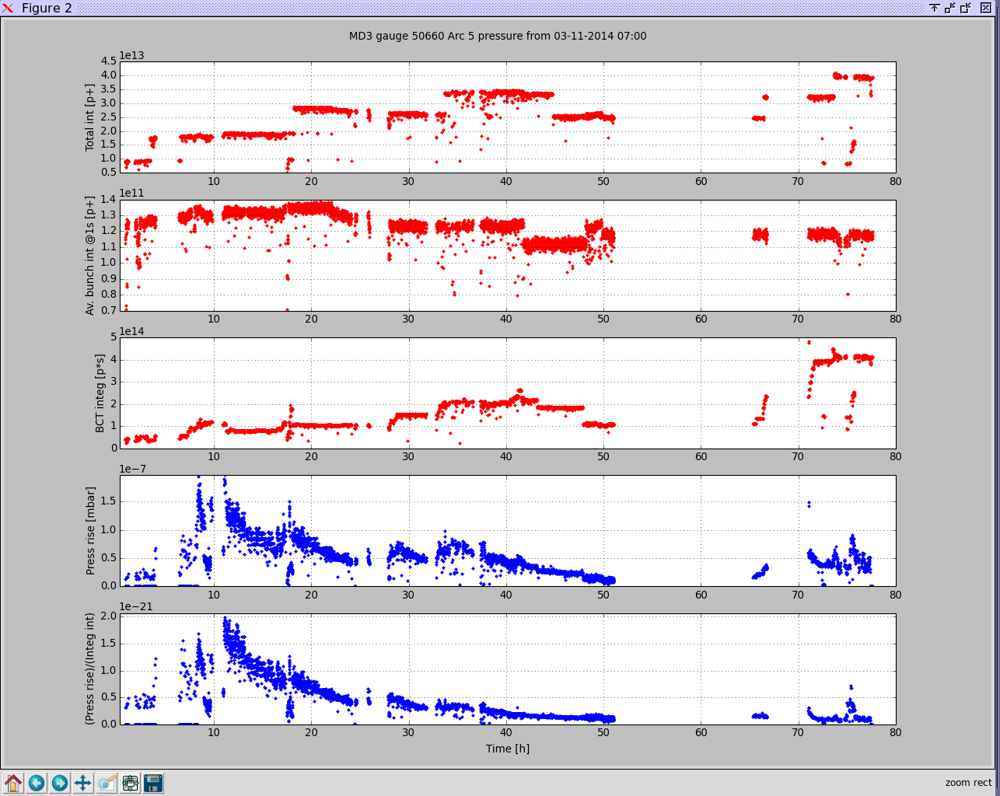 Figure 2
MD3 gauge 50660 Arc 5 pressure from 03-11-2014 07:00
1e13
Total int [p+]
4.5
4.0
3.5
3.0
2.5
2.0
1.5
1.0
0.5
10 20 30 40 50 60 70 80
1e11
Av. bunch int @1s [p+]
1.4
1.3
1.2
1.1
1.0
0.9
0.8
0.7
10 20 30 40 50 60 70 80
1e14
BCT integ [p*s]
5
4
3
2
1
0
10 20 30 40 50 60 70 80
1e−7
Press rise [mbar]
1.5
1.0
0.5
0.0
10 20 30 40 50 60 70 80
1e−21
(Press rise)/(Integ int)
2.0
1.5
1.0
0.5
0.0
10 20 30 40 50 60 70 80
Time [h]
zoom rect